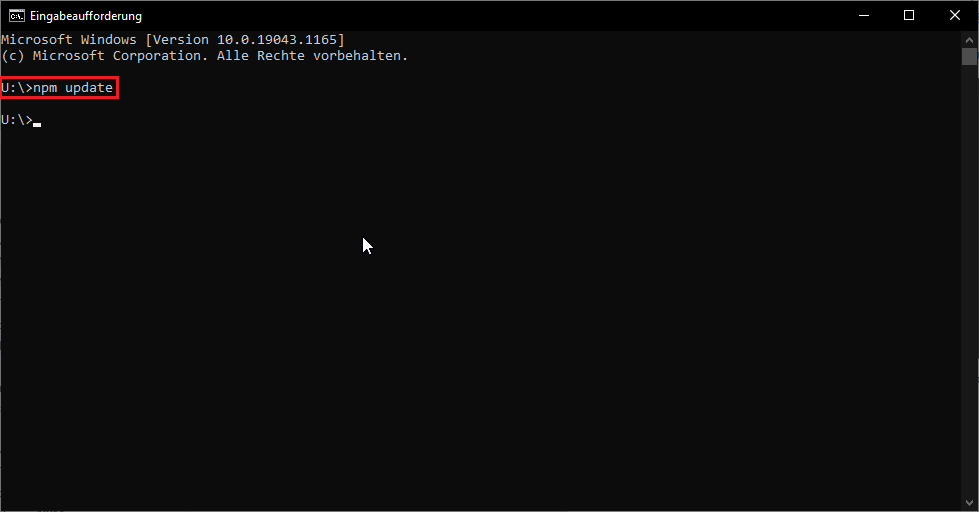 Eingabeaufforderung
Microsoft Windows [Version 10.0.19043.1165]
(c) Microsoft Corporation. Alle Rechte vorbehalten.
U:\>npm update
U:\>